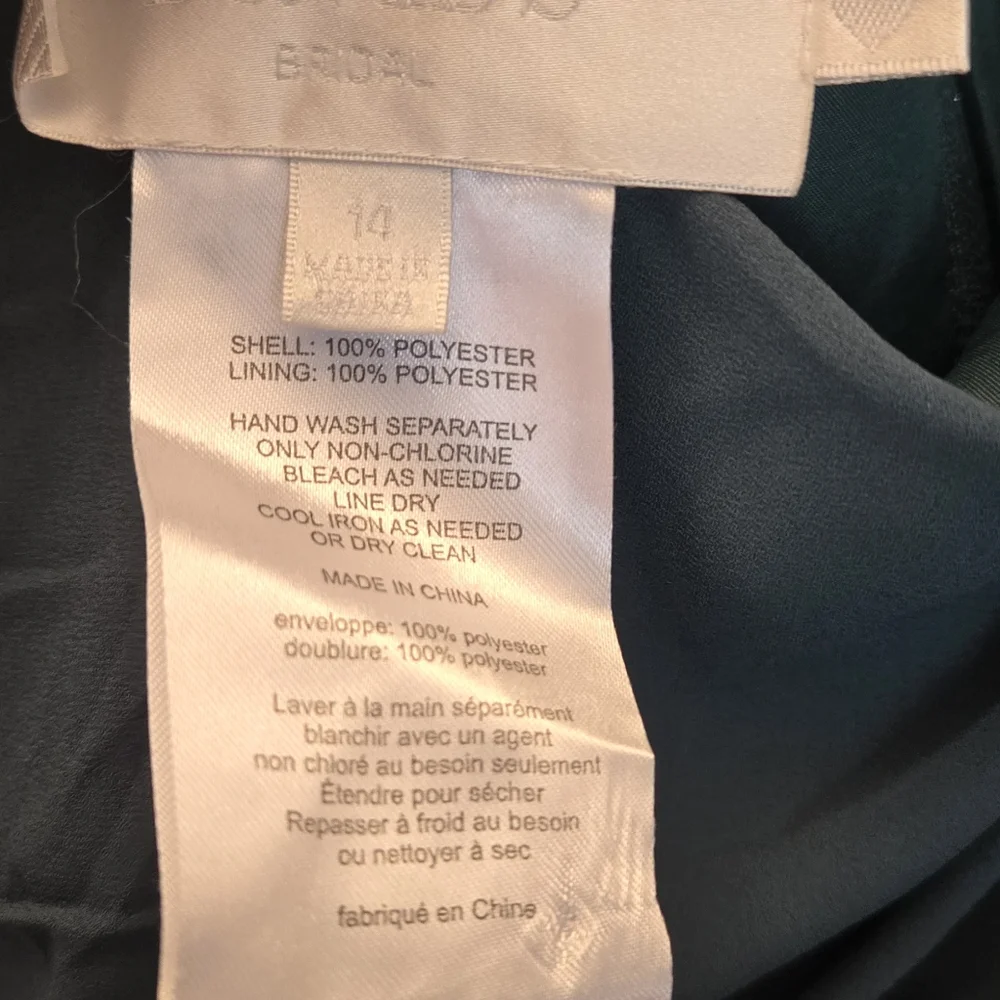 BRIDAL
14
MADE IN
CHINA
SHELL: 100% POLYESTER
LINING: 100% POLYESTER
HAND WASH SEPARATELY
ONLY NON-CHLORINE
BLEACH AS NEEDED
LINE DRY
COOL IRON AS NEEDED
OR DRY CLEAN
MADE IN CHINA
enveloppe: 100% polyester
doublure: 100% polyester
Laver à la main séparément
blanchir avec un agent
non chloré au besoin seulement
Étendre pour sécher
Repasser à froid au besoin
ou nettoyer à sec
fabriqué en Chine